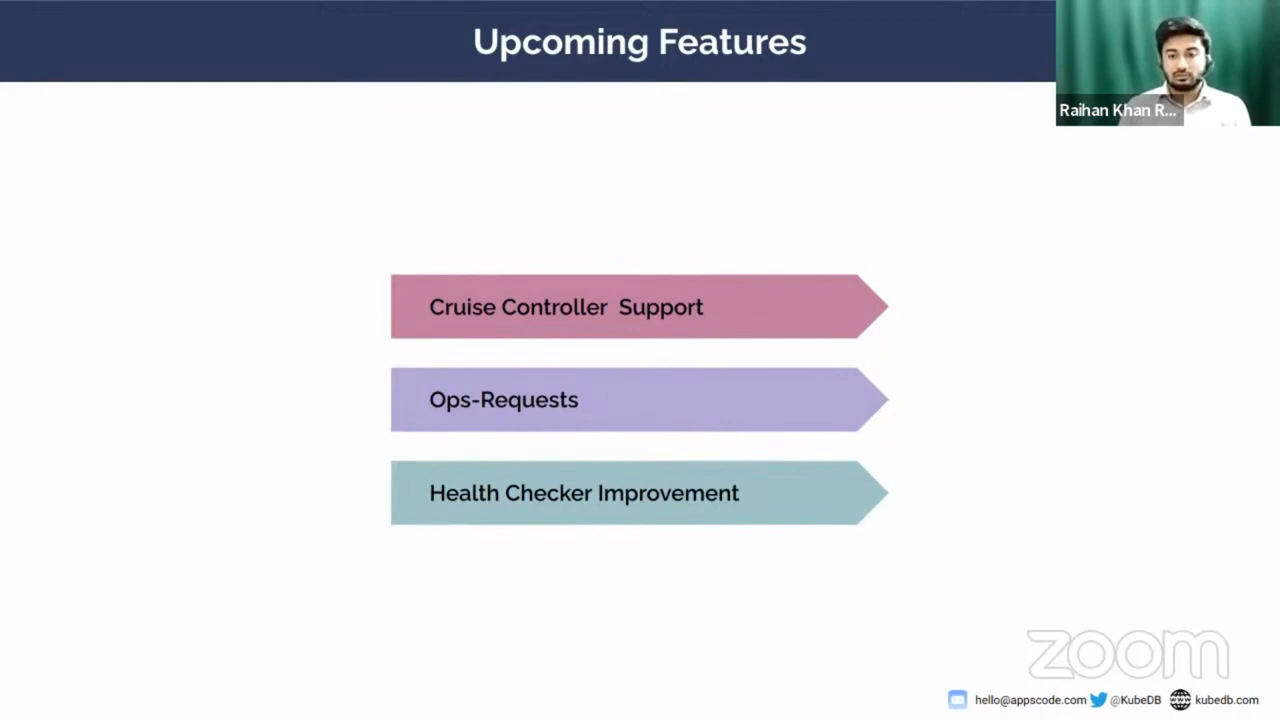 Upcoming Features
Raihan Khan R...
Cruise Controller Support
Ops-Requests
Health Checker Improvement
zoom
hello@appscode.com @KubeDB kubedb.com